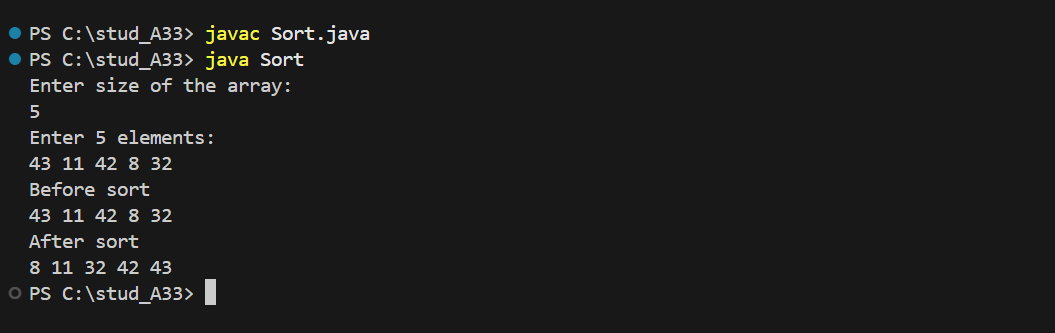 PS C:\stud_A33> javac Sort.java
PS C:\stud_A33> java Sort
Enter size of the array:
5
Enter 5 elements:
43 11 42 8 32
Before sort
43 11 42 8 32
After sort
8 11 32 42 43
PS C:\stud_A33>